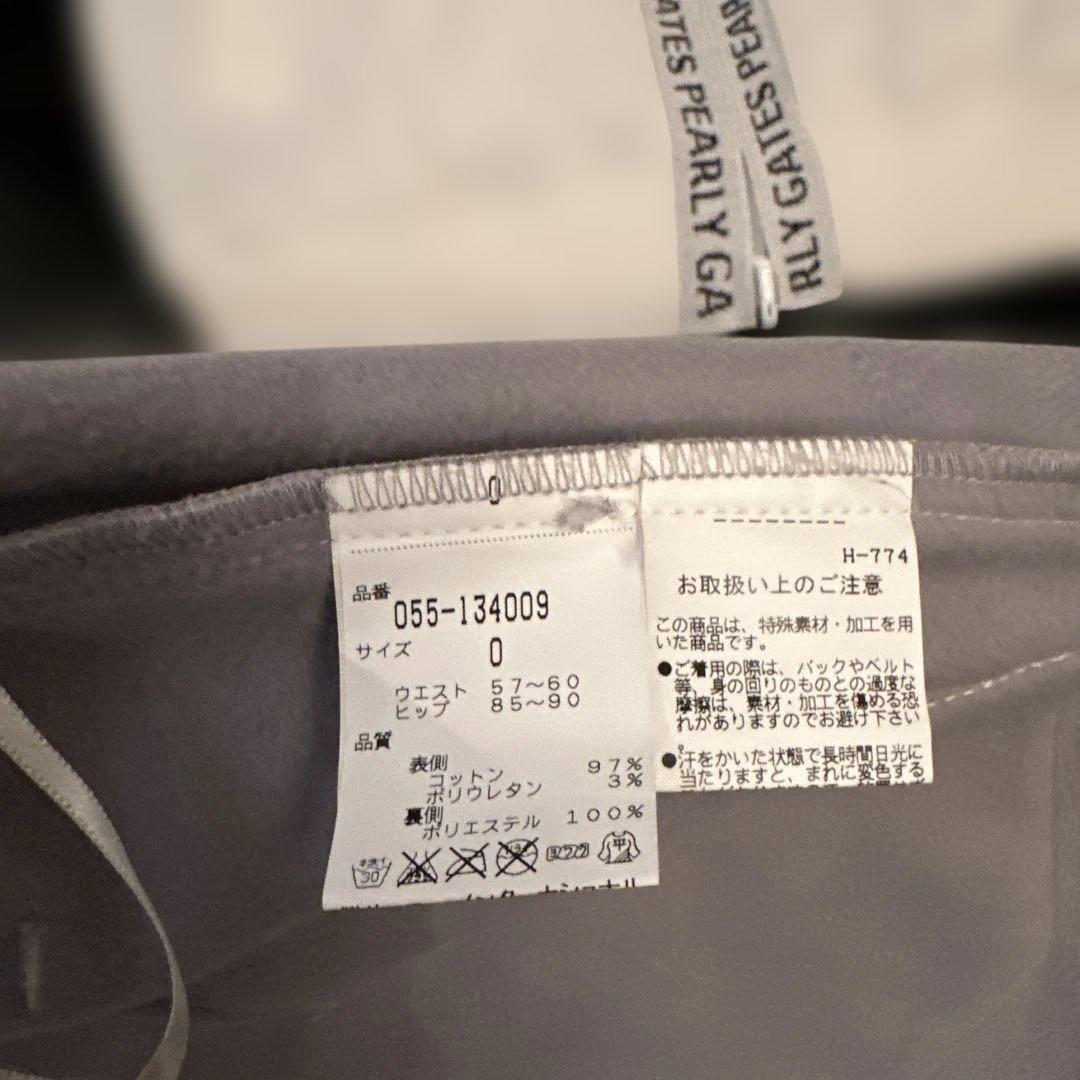 ATES PEARLY GA
RLY GATES PEAR
0
品番
055-134009
サイズ
0
ウエスト 57～60
ヒップ 85～90
品質
表側
コットン 97%
ポリウレタン 3%
裏側
ポリエステル 100%
手洗イ
30
平
H-774
お取扱い上のご注意
この商品は、特殊素材・加工を用
いた商品です。
●ご着用の際は、バックやベルト
等、身の回りのものとの過度な
摩擦は、素材・加工を傷める恐
れがありますのでお避け下さい
●汗をかいた状態で長時間日光に
当たりますと、まれに変色する